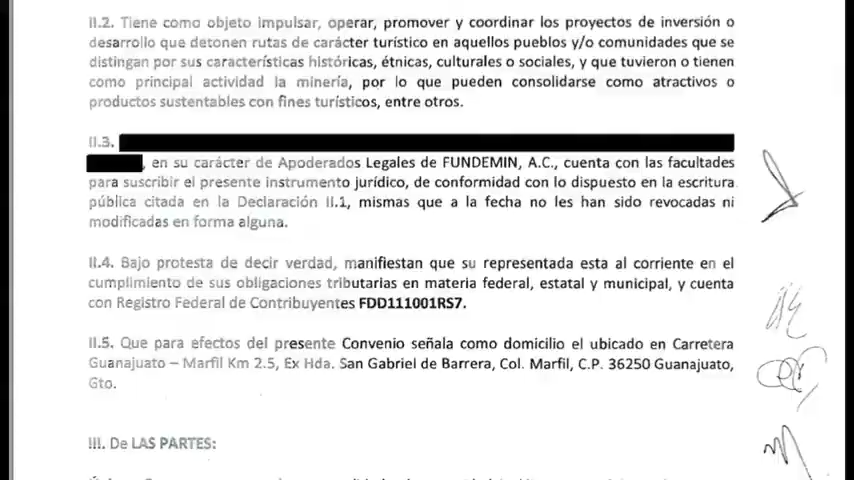 II.2. Tiene como objeto impulsar, operar, promover y coordinar los proyectos de inversión o
desarrollo que detonen rutas de carácter turístico en aquellos pueblos y/o comunidades que se
distingan por sus características históricas, étnicas, culturales o sociales, y que tuvieron o tienen
como principal actividad la minería, por lo que pueden consolidarse como atractivos o
productos sustentables con fines turísticos, entre otros.
II.3.
, en su carácter de Apoderados Legales de FUNDEMIN, A.C., cuenta con las facultades
para suscribir el presente instrumento jurídico, de conformidad con lo dispuesto en la escritura
pública citada en la Declaración II.1, mismas que a la fecha no les han sido revocadas ni
modificadas en forma alguna.
II.4. Bajo protesta de decir verdad, manifiestan que su representada esta al corriente en el
cumplimiento de sus obligaciones tributarias en materia federal, estatal y municipal, y cuenta
con Registro Federal de Contribuyentes FDD111001RS7.
II.5. Que para efectos del presente Convenio señala como domicilio el ubicado en Carretera
Guanajuato – Marfil Km 2.5, Ex Hda. San Gabriel de Barrera, Col. Marfil, C.P. 36250 Guanajuato,
Gto.
III. De LAS PARTES: